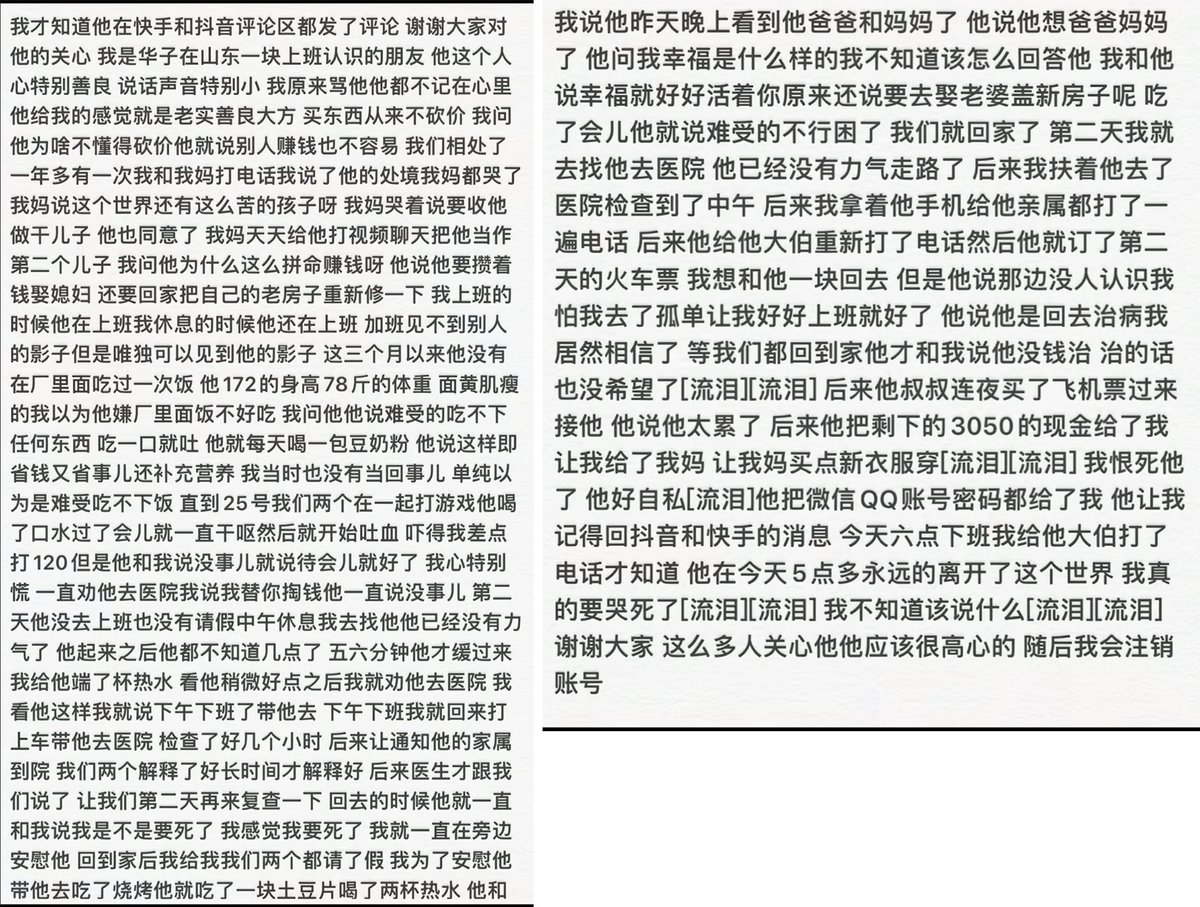 我才知道他在快手和抖音评论区都发了评论 谢谢大家对
他的关心 我是华子在山东一块上班认识的朋友 他这个人
心特别善良 说话声音特别小 我原来骂他他都不记在心里
他给我的感觉就是老实善良大方 买东西从来不砍价 我问
他为啥不懂得砍价他就说别人赚钱也不容易 我们相处了
一年多有一次我和我妈打电话我说了他的处境我妈都哭了
我妈说这个世界还有这么苦的孩子呀 我妈哭着说要收他
做干儿子 他也同意了 我妈天天给他打视频聊天把他当作
第二个儿子 我问他为什么这么拼命赚钱呀 他说他要攒着
钱娶媳妇 还要回家把自己的老房子重新修一下 我上班的
时候他在上班我休息的时候他还在上班 加班见不到别人
的影子但是唯独可以见到他的影子 这三个月以来他没有
在厂里面吃过一次饭 他172的身高78斤的体重 面黄肌瘦
的我以为他嫌厂里面饭不好吃 我问他他说难受的吃不下
任何东西 吃一口就吐 他就每天喝一包豆奶粉 他说这样即
省钱又省事儿还补充营养 我当时也没有当回事儿 单纯以
为是难受吃不下饭 直到25号我们两个在一起打游戏他喝
了口水过了会儿就一直干呕然后就开始吐血 吓得我差点
打120但是他和我说没事儿就说待会儿就好了 我心特别
慌 一直劝他去医院我说我替你掏钱他一直说没事儿 第二
天他没去上班也没有请假中午休息我去找他他已经没有力
气了 他起来之后他都不知道几点了 五六分钟他才缓过来
我给他端了杯热水 看他稍微好点之后我就劝他去医院 我
看他这样我就说下午下班了带他去 下午下班我就回来打
上车带他去医院 检查了好几个小时 后来让通知他的家属
到院 我们两个解释了好长时间才解释好 后来医生才跟我
们说了 让我们第二天再来复查一下 回去的时候他就一直
和我说我是不是要死了 我感觉我要死了 我就一直在旁边
安慰他 回到家后我给我我们两个都请了假 我为了安慰他
带他去吃了烧烤他就吃了一块土豆片喝了两杯热水 他和
我说他昨天晚上看到他爸爸和妈妈了 他说他想爸爸妈妈
了 他问我幸福是什么样的我不知道该怎么回答他 我和他
说幸福就好好活着你原来还说要去娶老婆盖新房子呢 吃
了会儿他就说难受的不行困了 我们就回家了 第二天我就
去找他去医院 他已经没有力气走路了 后来我扶着他去了
医院检查到了中午 后来我拿着他手机给他亲属都打了一
遍电话 后来他给他大伯重新打了电话然后他就订了第二
天的火车票 我想和他一块回去 但是他说那边没人认识我
怕我去了孤单让我好好上班就好了 他说他是回去治病我
居然相信了 等我们都回到家他才和我说他没钱治 治的话
也没希望了[流泪][流泪] 后来他叔叔连夜买了飞机票过来
接他 他说他太累了 后来他把剩下的3050的现金给了我
让我给了我妈 让我妈买点新衣服穿[流泪][流泪] 我恨死他
了 他好自私[流泪]他把微信QQ账号密码都给了我 他让我
记得回抖音和快手的消息 今天六点下班我给他大伯打了
电话才知道 他在今天5点多永远的离开了这个世界 我真
的要哭死了[流泪][流泪] 我不知道该说什么[流泪][流泪]
谢谢大家 这么多人关心他他应该很高心的 随后我会注销
账号